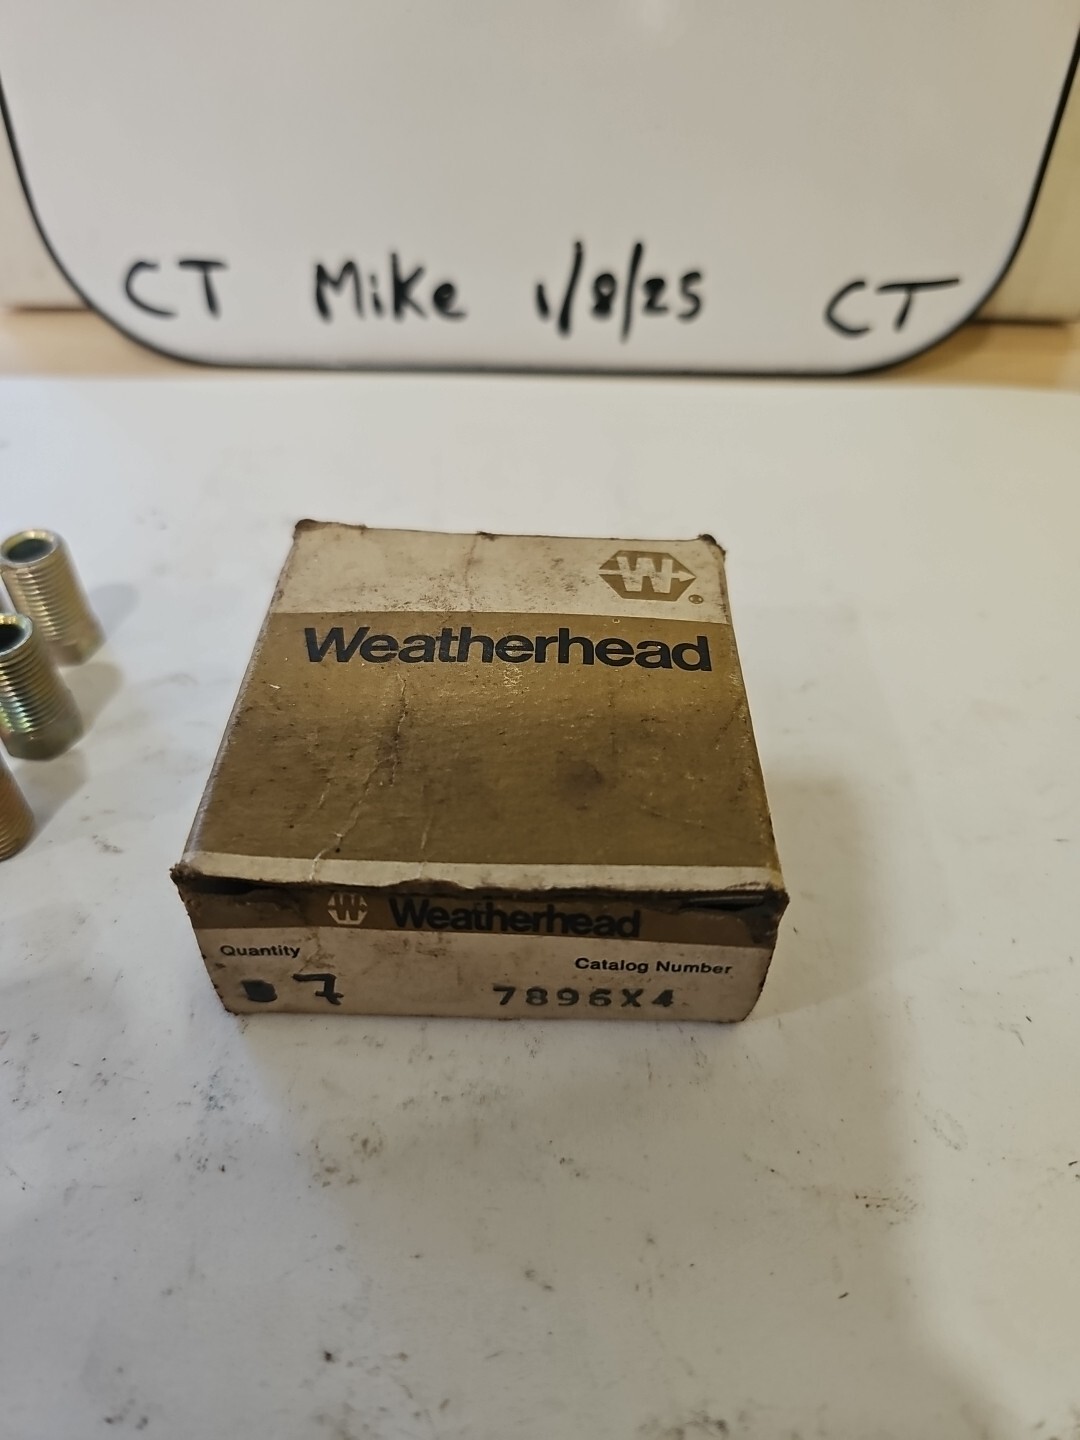 CT Mike 1/8/25 CT
W®
Weatherhead
W Weatherhead
Quantity
Catalog Number
7
7896X4